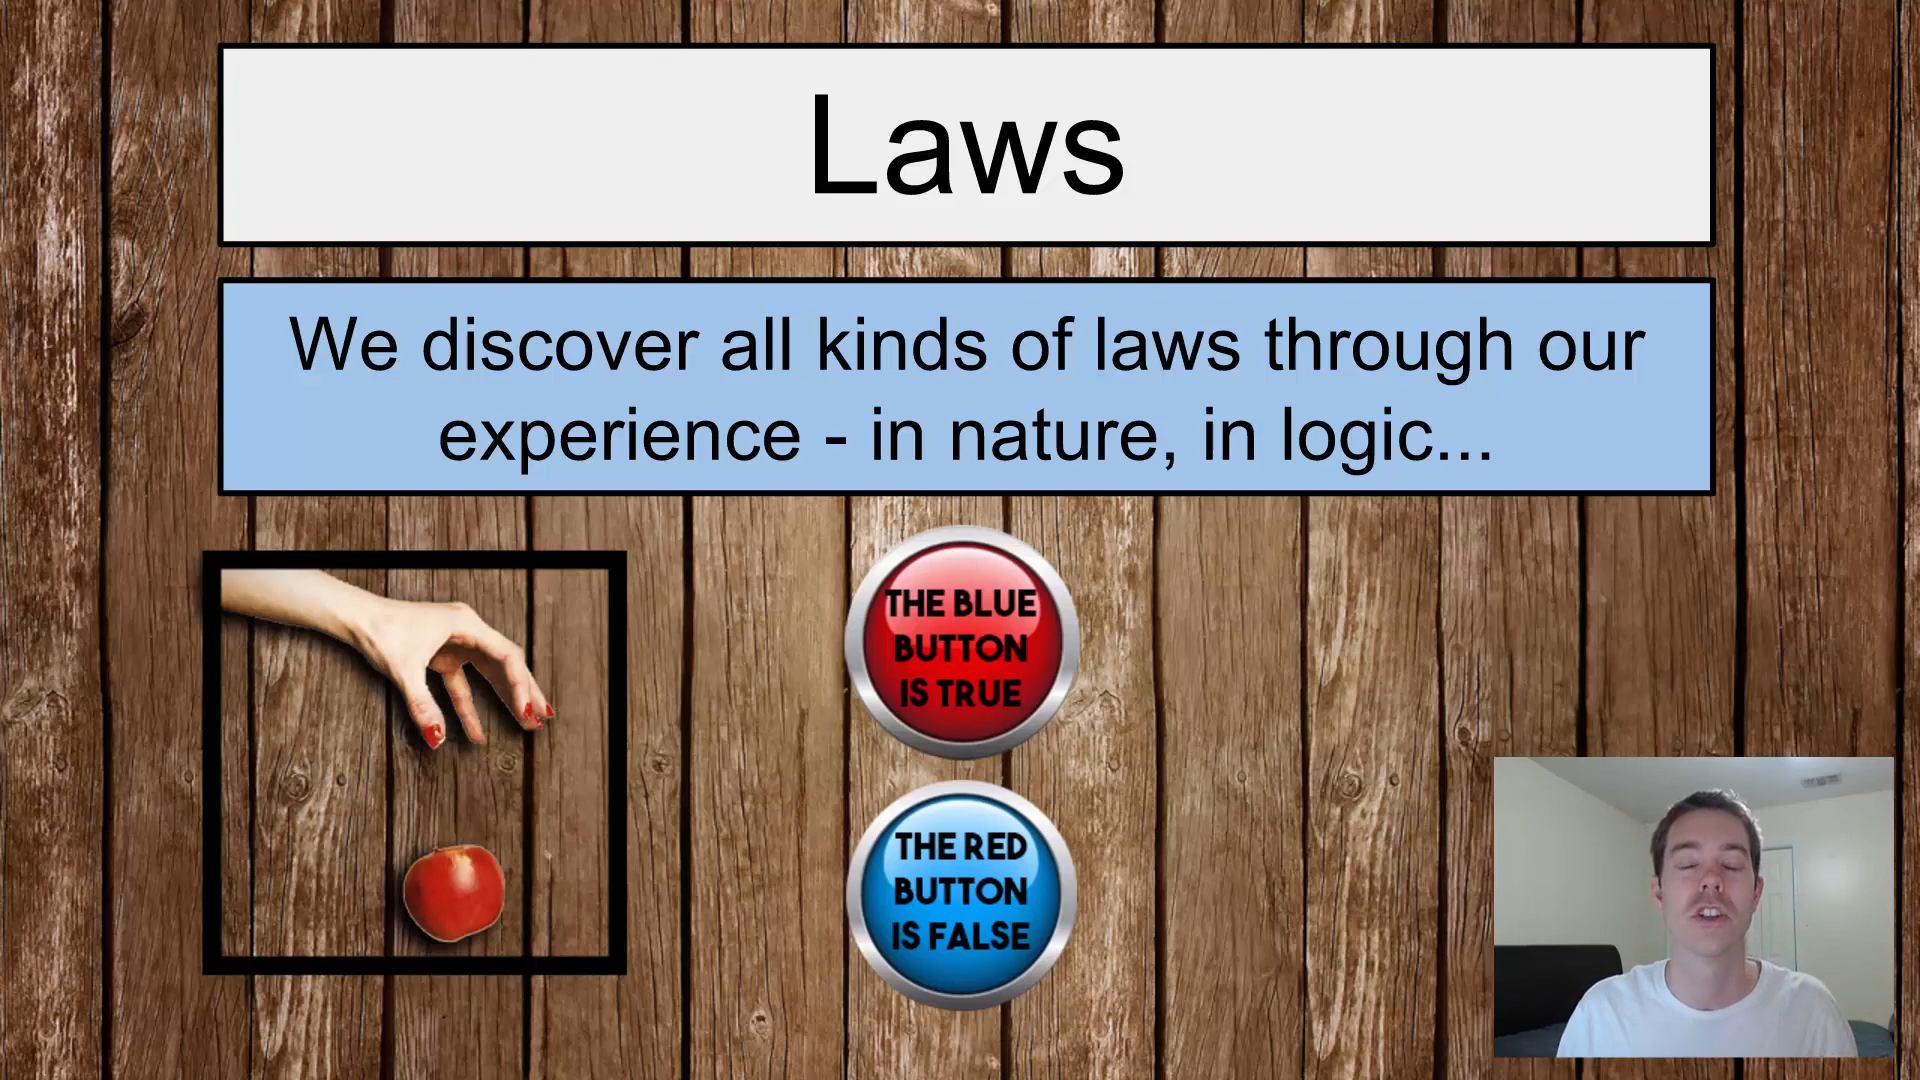 Laws
We discover all kinds of laws through our
experience - in nature, in logic...
THE BLUE
BUTTON
IS TRUE
THE RED
BUTTON
IS FALSE